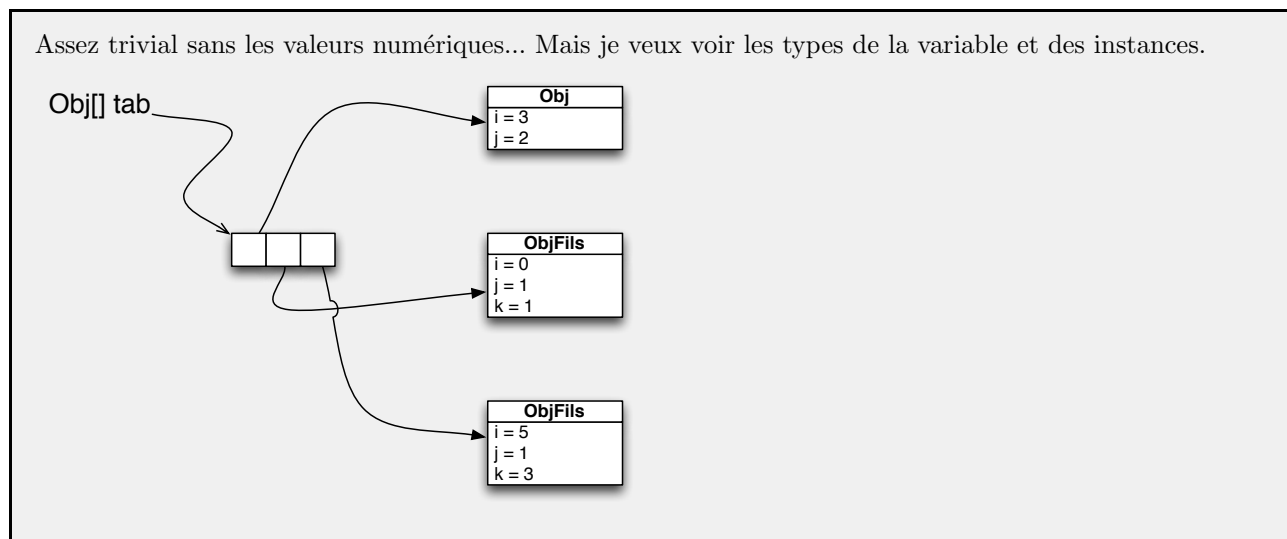 Assez trivial sans les valeurs numériques... Mais je veux voir les types de la variable et des instances.
Obj[] tab
Obj
i = 3
j = 2
ObjFils
i = 0
j = 1
k = 1
ObjFils
i = 5
j = 1
k = 3